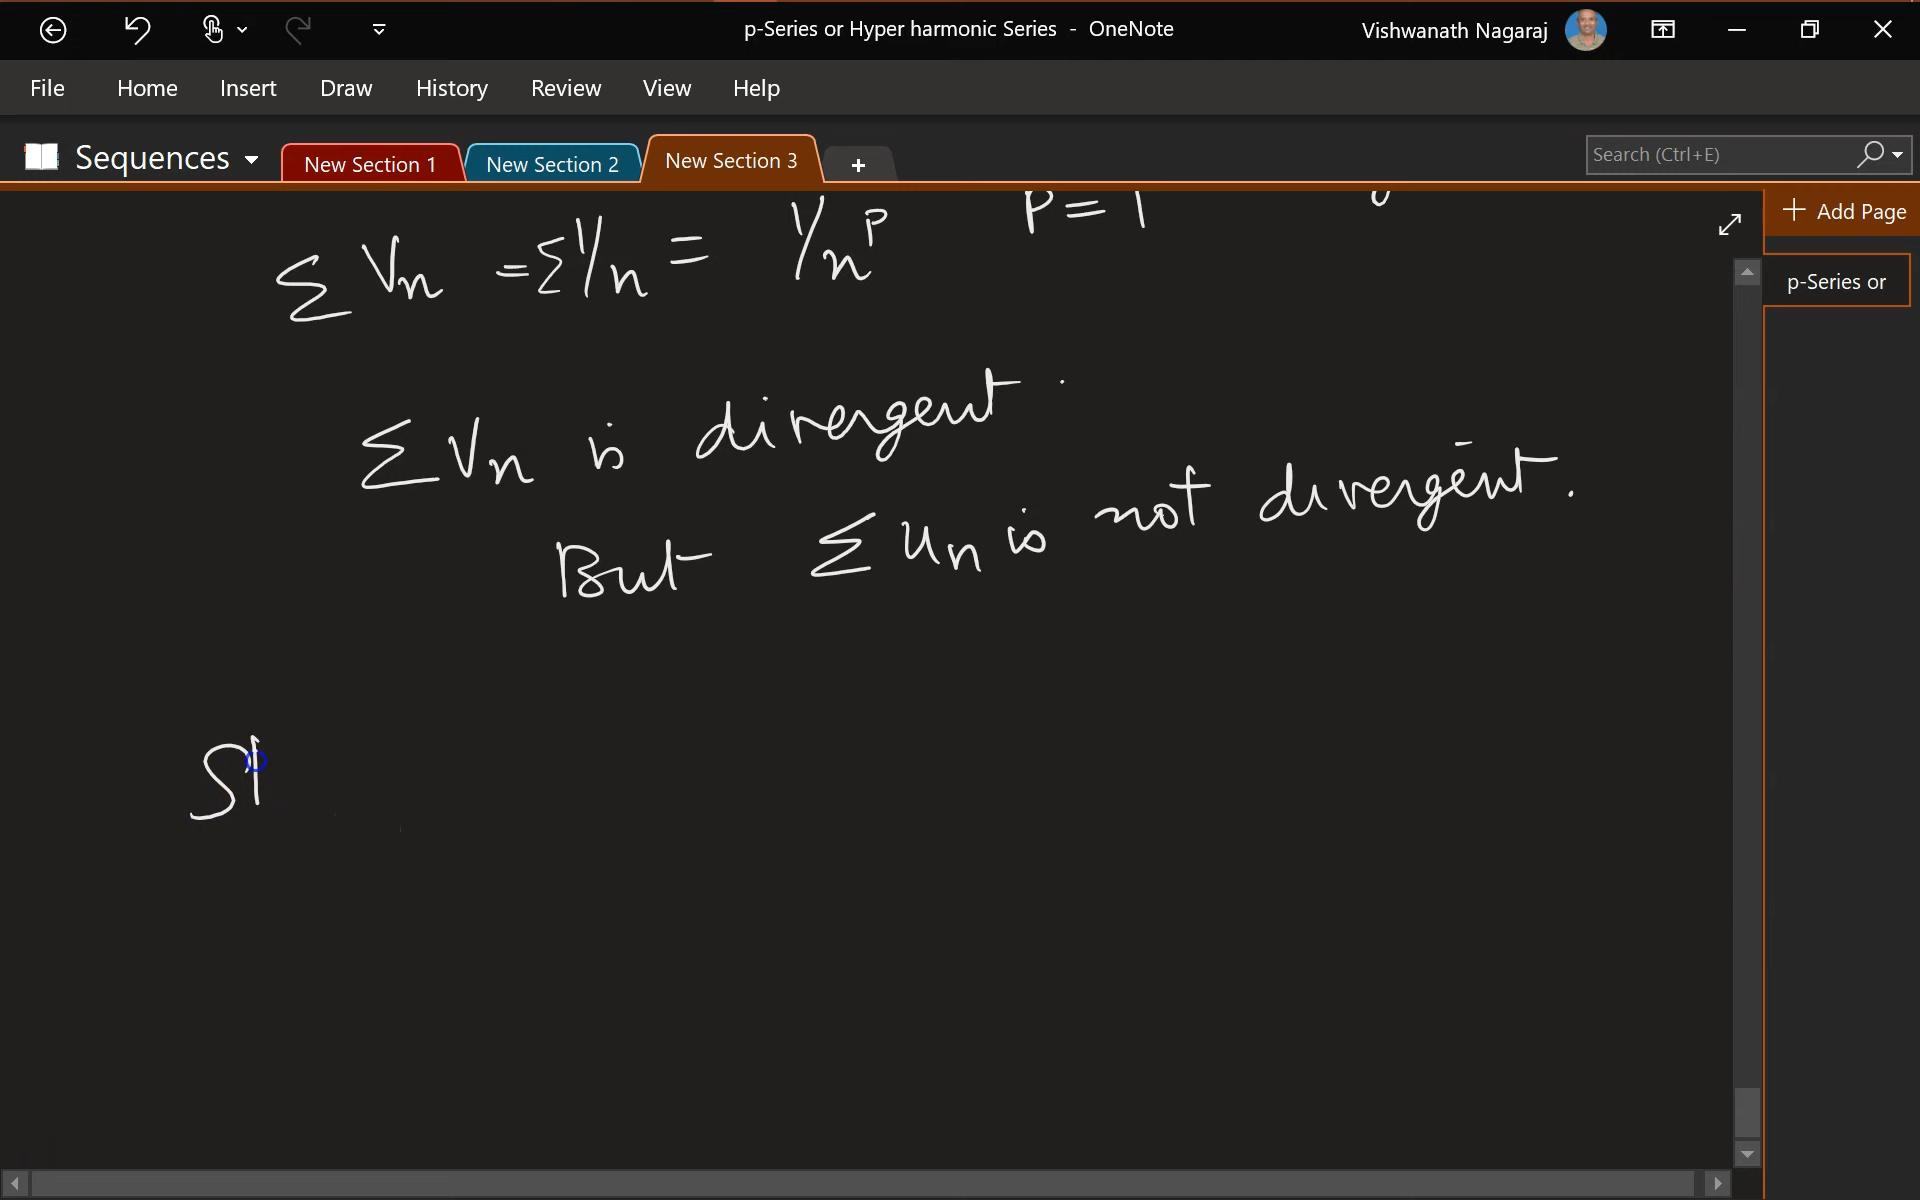 p-Series or Hyper harmonic Series - OneNote
Vishwanath Nagaraj
File Home Insert Draw History Review View Help
Sequences New Section 1 New Section 2 New Section 3 +
Search (Ctrl+E)
+ Add Page
p-Series or
p = 1
Σ Vn = Σ 1/n = 1/n^p
Σ Vn is divergent.
But Σ un is not divergent.